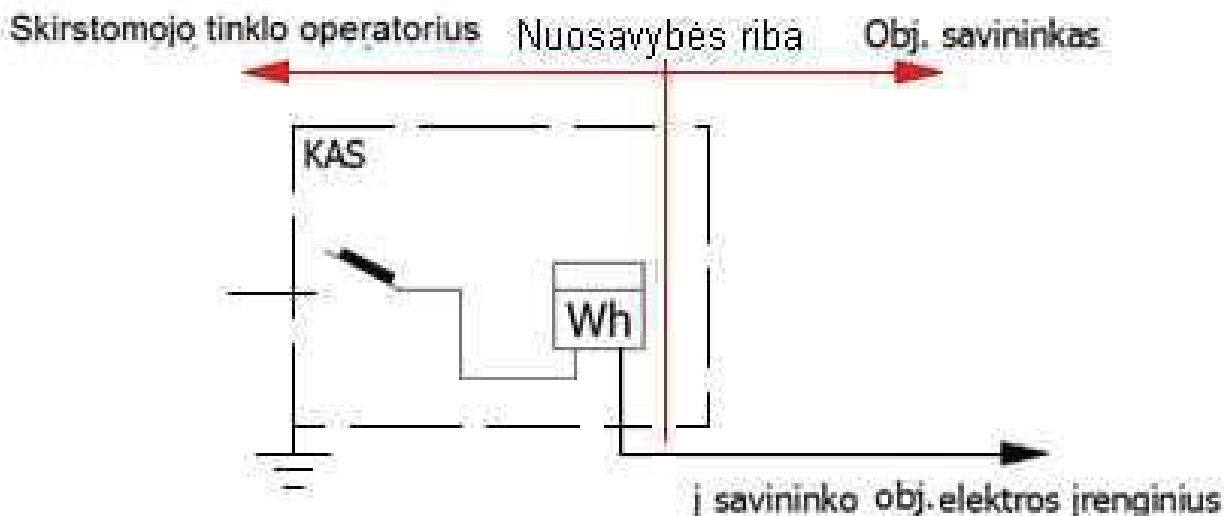 Skirstomojo tinklo operatorius Nuosavybės riba Obj. savininkas
KAS
Wh
į savininko obj. elektros įrenginius